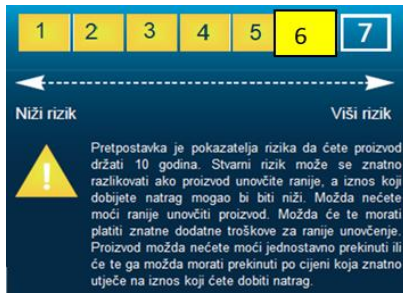 1 2 3 4 5 6 7
Niži rizik Viši rizik
Pretpostavka je pokazatelja rizika da ćete proizvod
držati 10 godina. Stvarni rizik može se znatno
razlikovati ako proizvod unovčite ranije, a iznos koji
dobijete natrag mogao bi biti niži. Možda nećete
moći ranije unovčiti proizvod. Možda će te morati
platiti znatne dodatne troškove za ranije unovčenje.
Proizvod možda nećete moći jednostavno prekinuti ili
će te ga možda morati prekinuti po cijeni koja znatno
utječe na iznos koji ćete dobiti natrag.